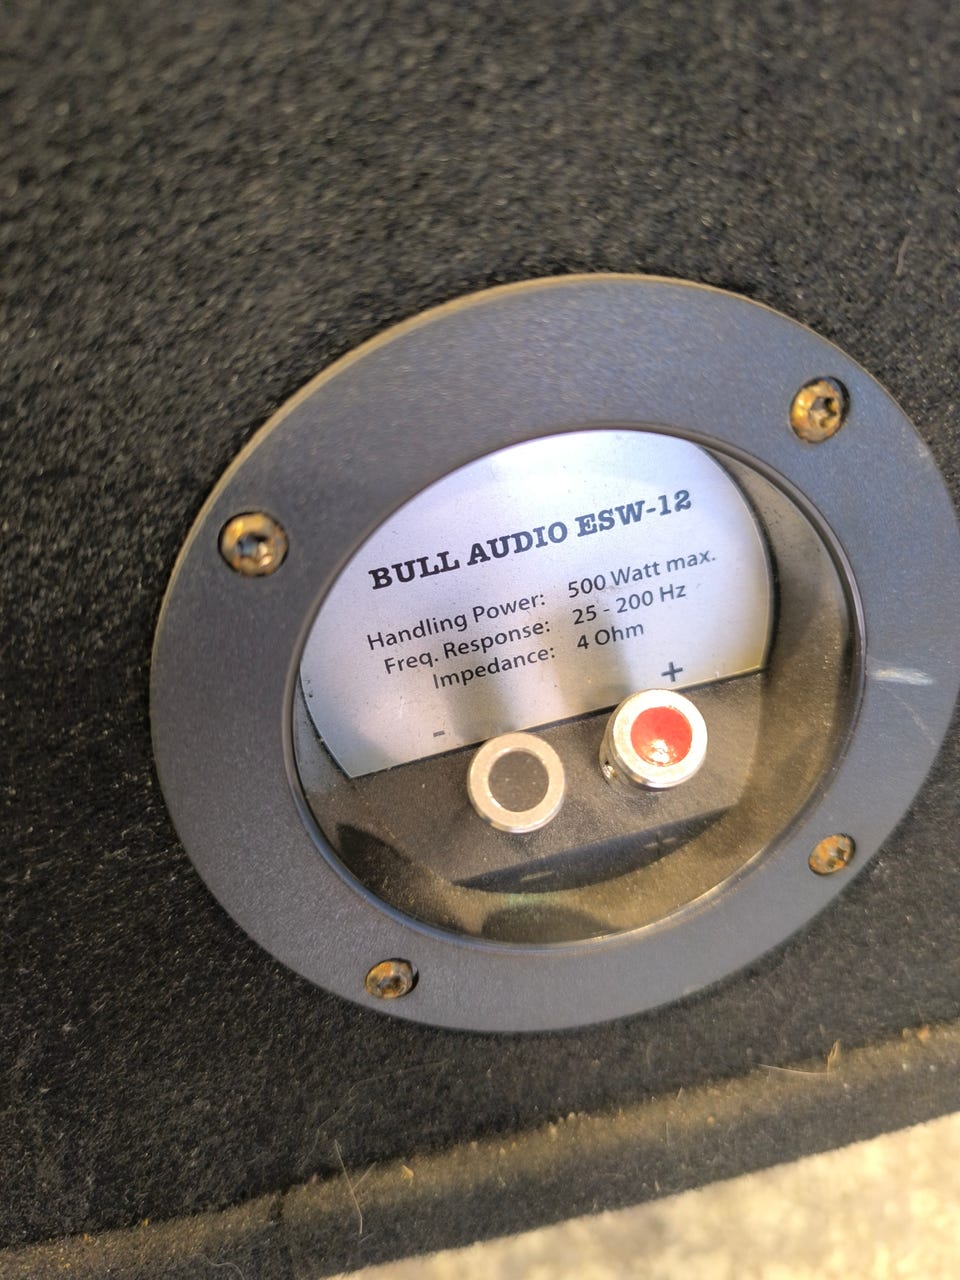 BULL AUDIO ESW-12
Handling Power: 500 Watt max.
Freq. Response: 25 - 200 Hz
Impedance: 4 Ohm
- +
- +